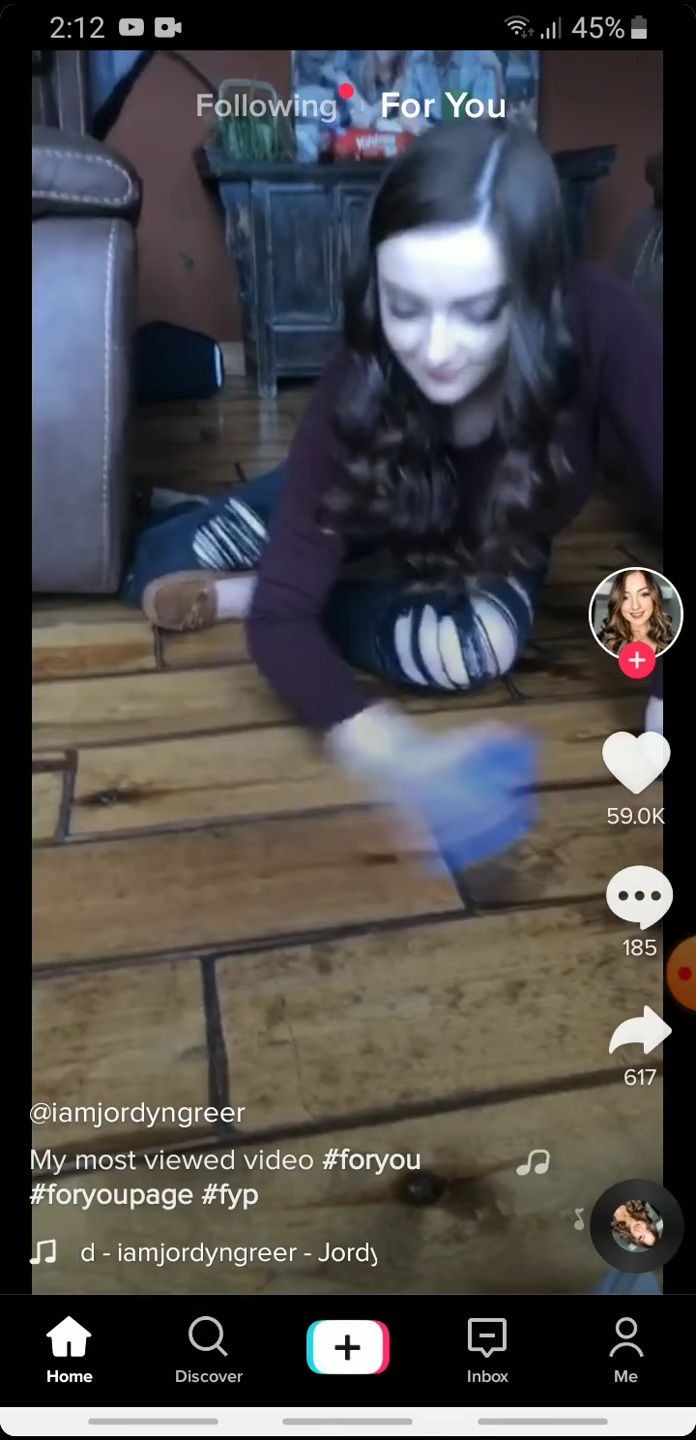 2:12 45%
Following For You
59.0K
185
617
@iamjordyngreer
My most viewed video #foryou
#foryoupage #fyp
d - iamjordyngreer - Jordy
Home Discover Inbox Me